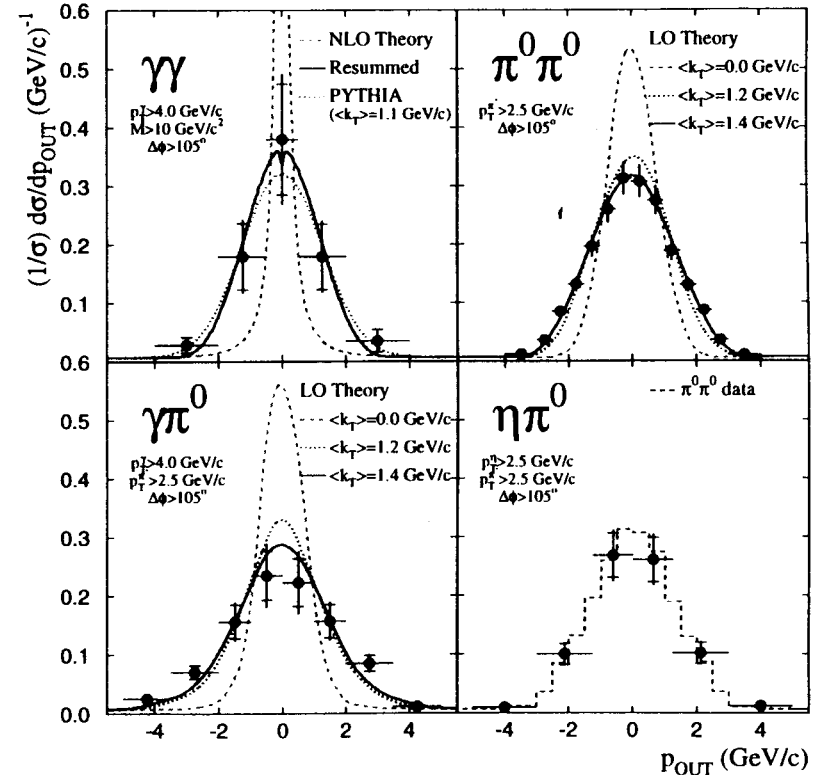 (1/σ) dσ/dp_OUT (GeV/c)⁻¹
0.6
0.5
0.4
0.3
0.2
0.1
γγ
p_T>4.0 GeV/c
M>10 GeV/c²
Δφ>105°
NLO Theory
Resummed
PYTHIA
(<k_T>=1.1 GeV/c)
π⁰π⁰
p_T>2.5 GeV/c
Δφ>105°
LO Theory
<k_T>=0.0 GeV/c
<k_T>=1.2 GeV/c
<k_T>=1.4 GeV/c
0.6
0.5
0.4
0.3
0.2
0.1
0.0
γπ⁰
p_T>4.0 GeV/c
p_T>2.5 GeV/c
Δφ>105°
LO Theory
<k_T>=0.0 GeV/c
<k_T>=1.2 GeV/c
<k_T>=1.4 GeV/c
ηπ⁰
p_T^η>2.5 GeV/c
p_T>2.5 GeV/c
Δφ>105°
π⁰π⁰ data
-4 -2 0 2 4 -4 -2 0 2 4
p_OUT (GeV/c)